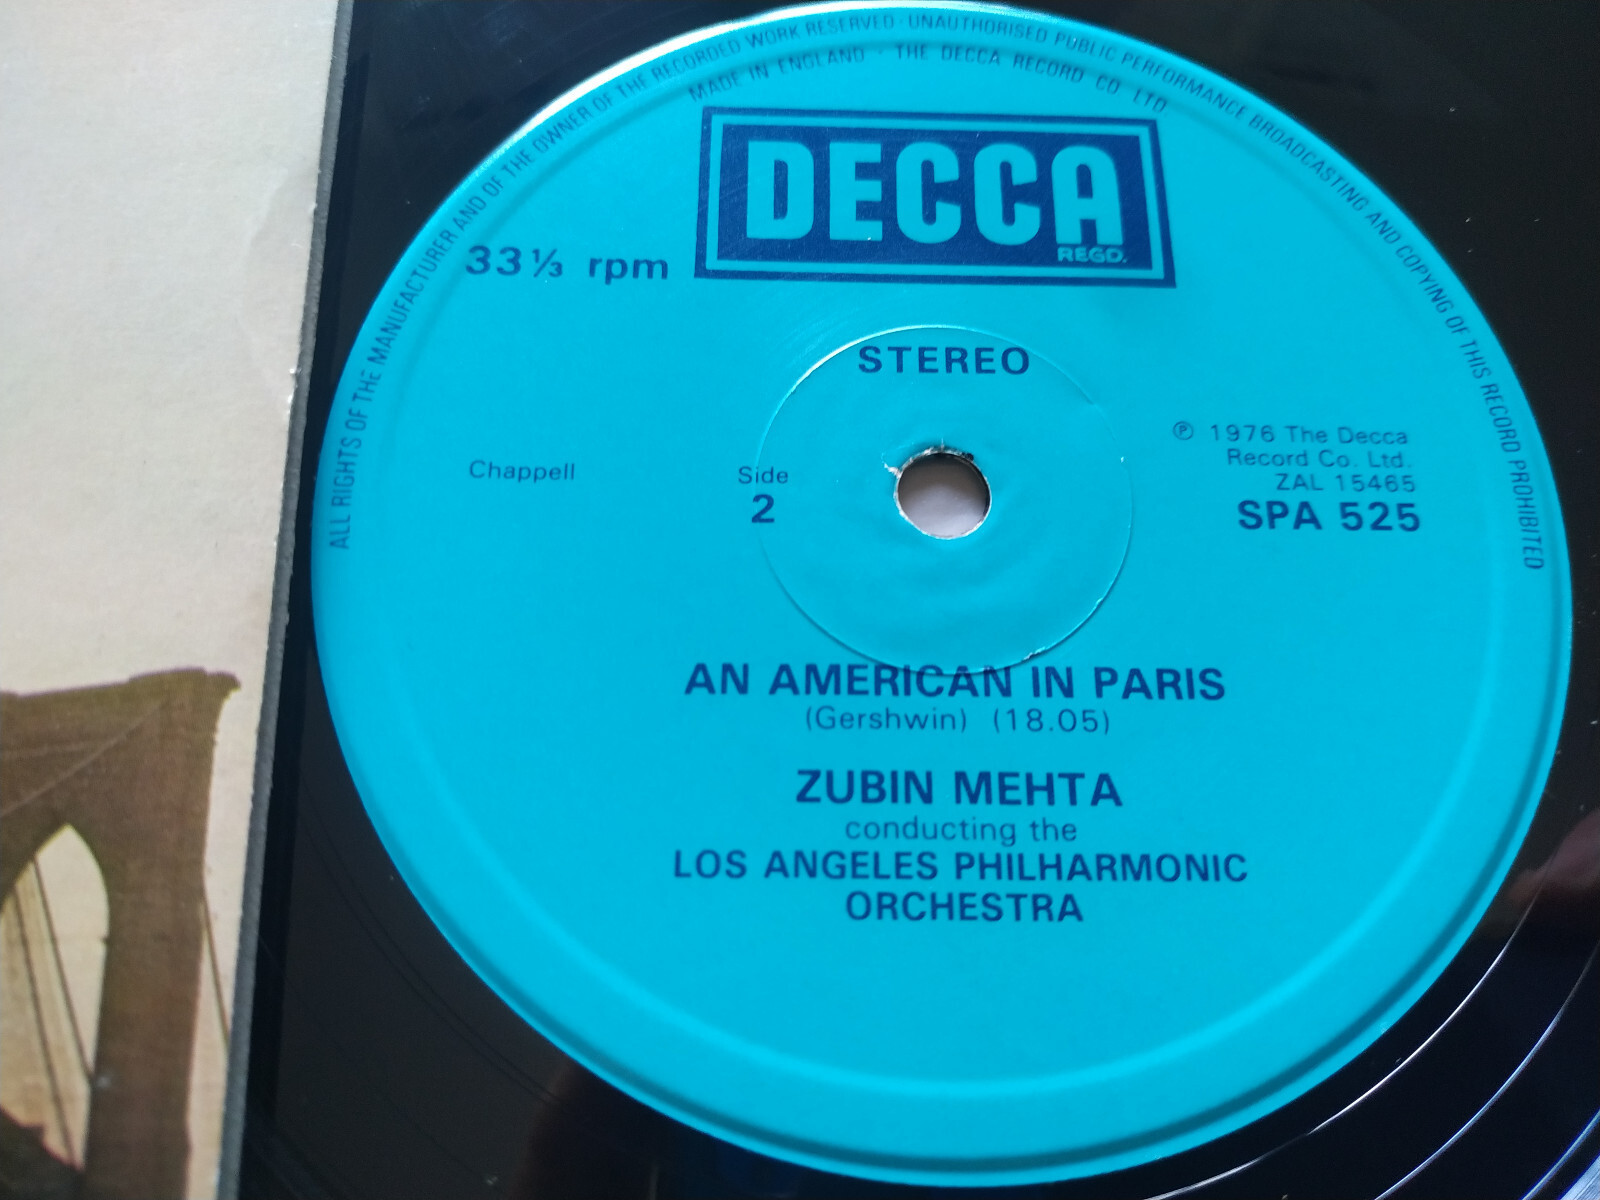 ALL RIGHTS OF THE MANUFACTURER AND OF THE OWNER OF THE RECORDED WORK RESERVED · UNAUTHORISED PUBLIC PERFORMANCE BROADCASTING AND COPYING OF THIS RECORD PROHIBITED
MADE IN ENGLAND · THE DECCA RECORD CO LTD
DECCA
REGD.
33 ⅓ rpm
STEREO
℗ 1976 The Decca
Record Co. Ltd.
Chappell
Side
ZAL 15465
2
SPA 525
AN AMERICAN IN PARIS
(Gershwin) (18.05)
ZUBIN MEHTA
conducting the
LOS ANGELES PHILHARMONIC
ORCHESTRA